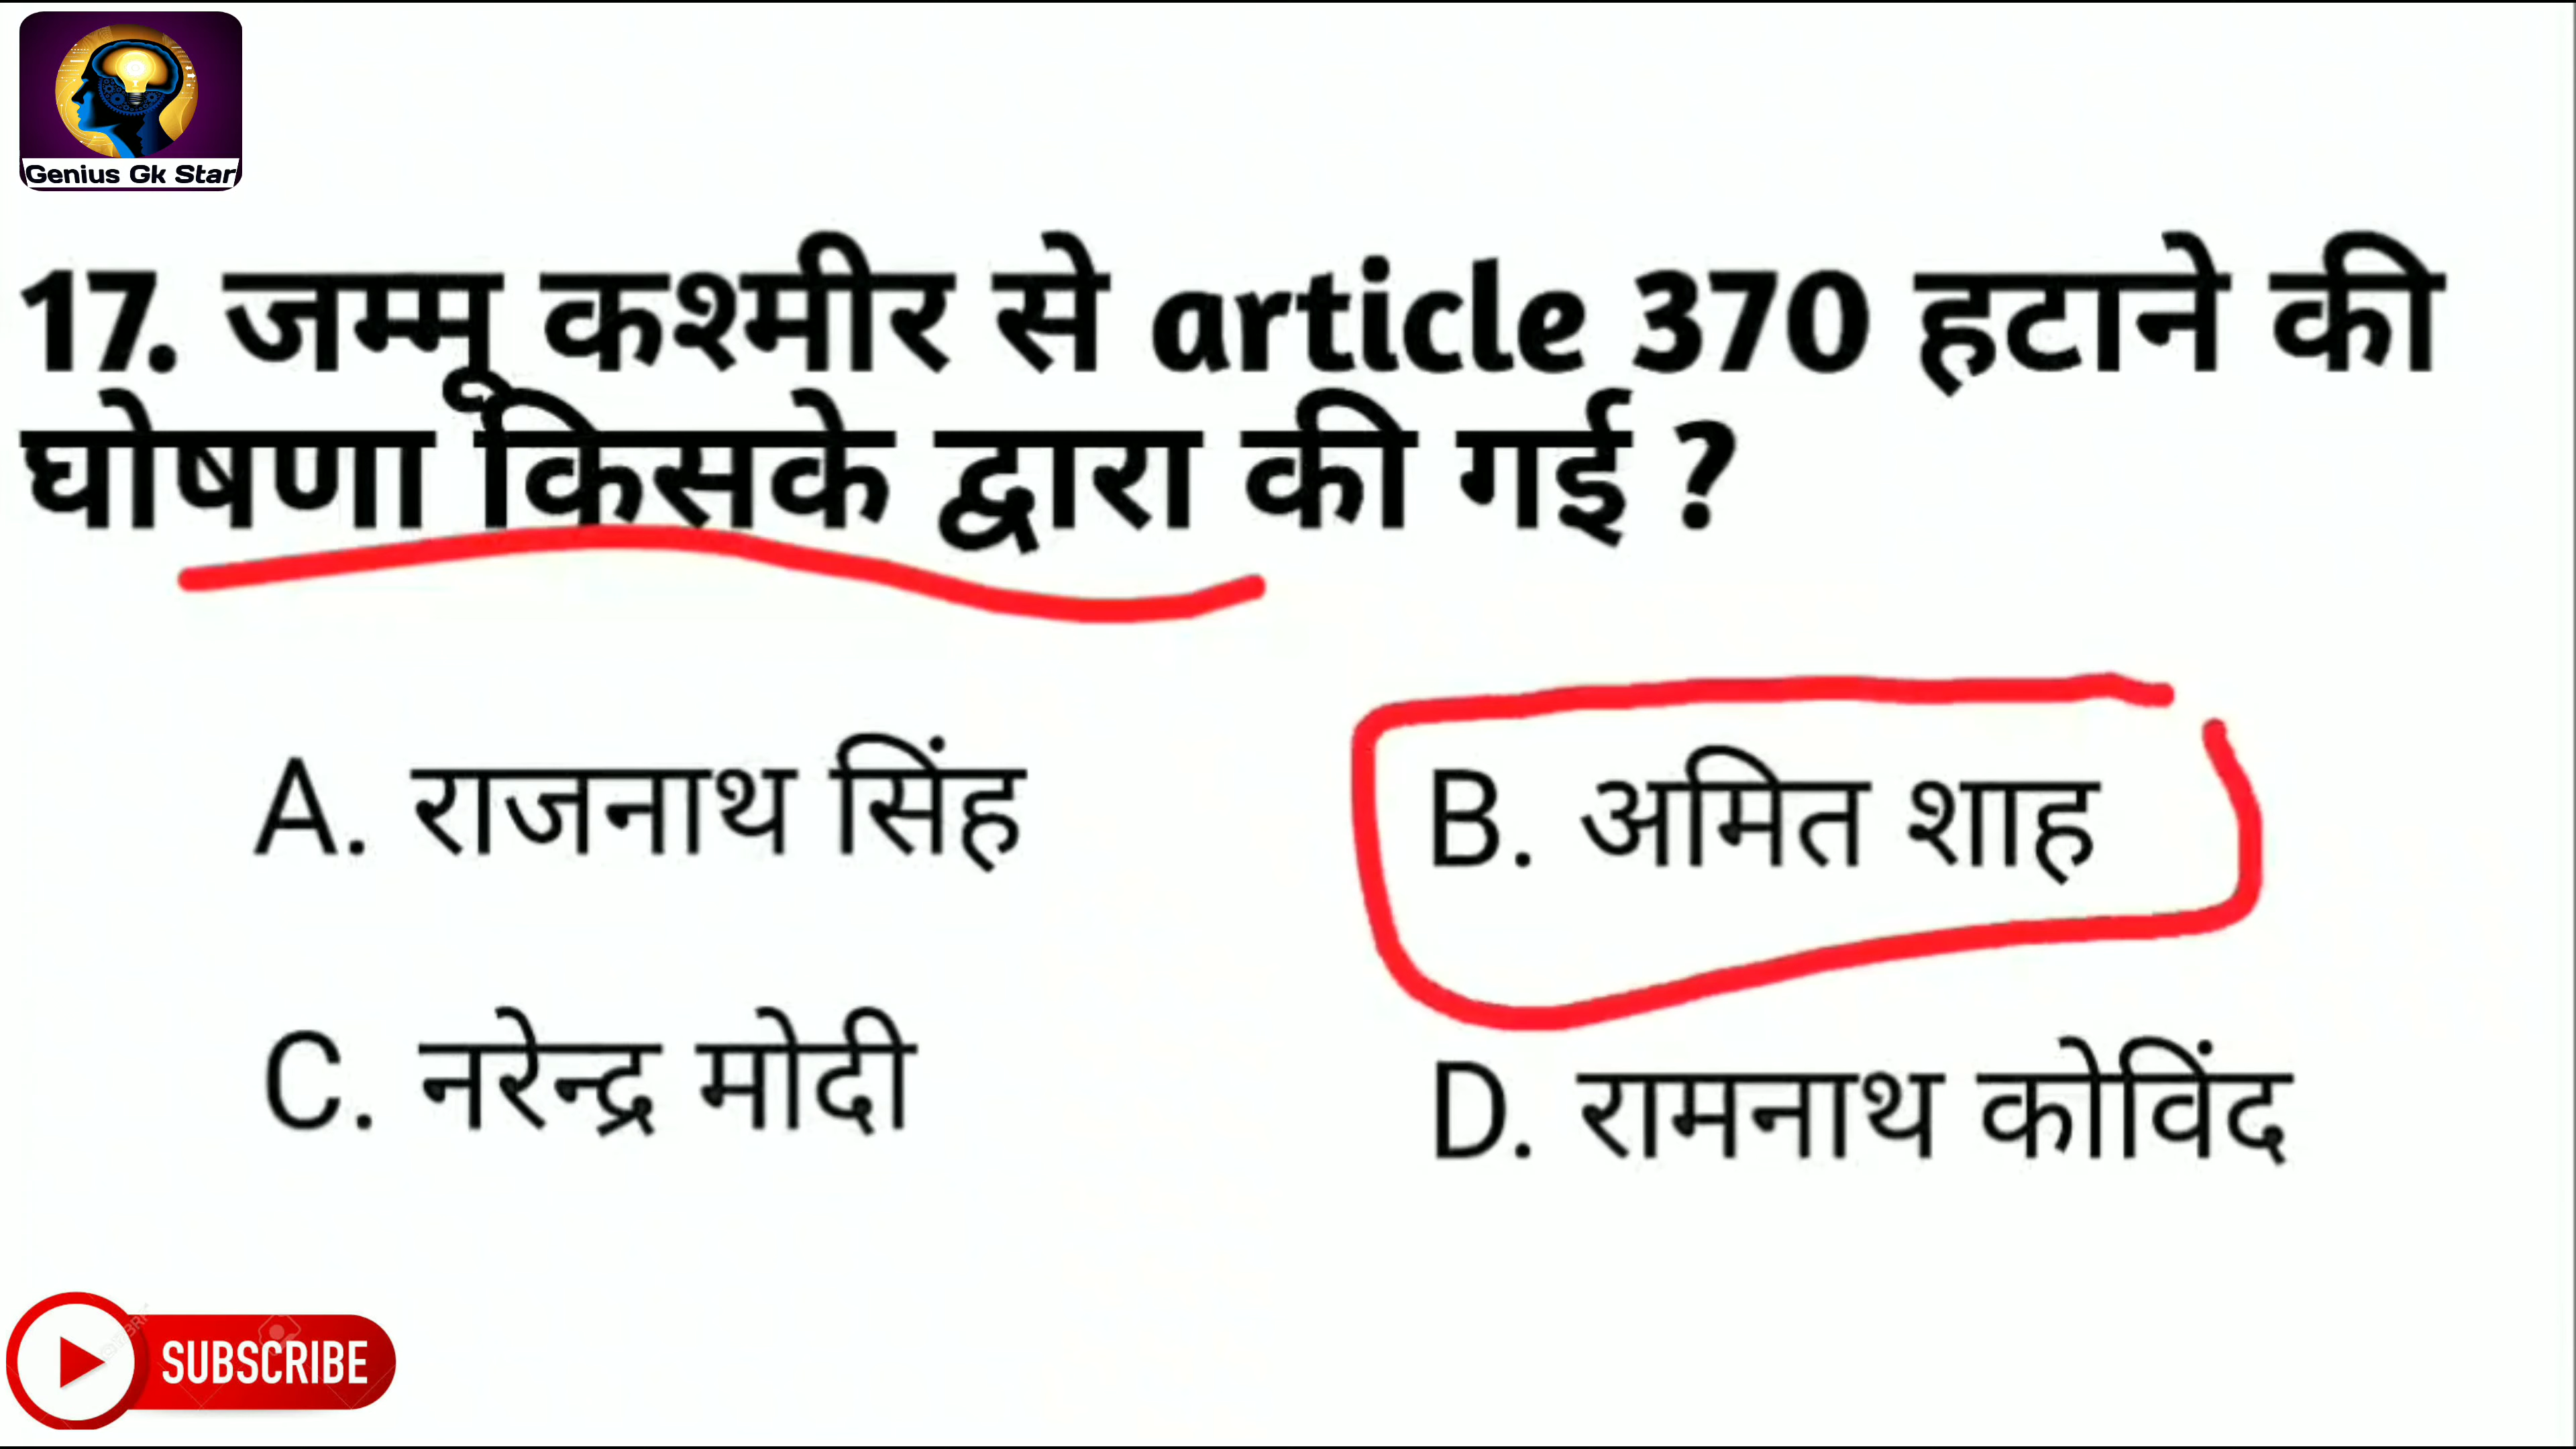 Genius Gk Star
17. जम्मू कश्मीर से article 370 हटाने की
घोषणा किसके द्वारा की गई ?
A. राजनाथ सिंह
B. अमित शाह
C. नरेन्द्र मोदी
D. रामनाथ कोविंद
SUBSCRIBE